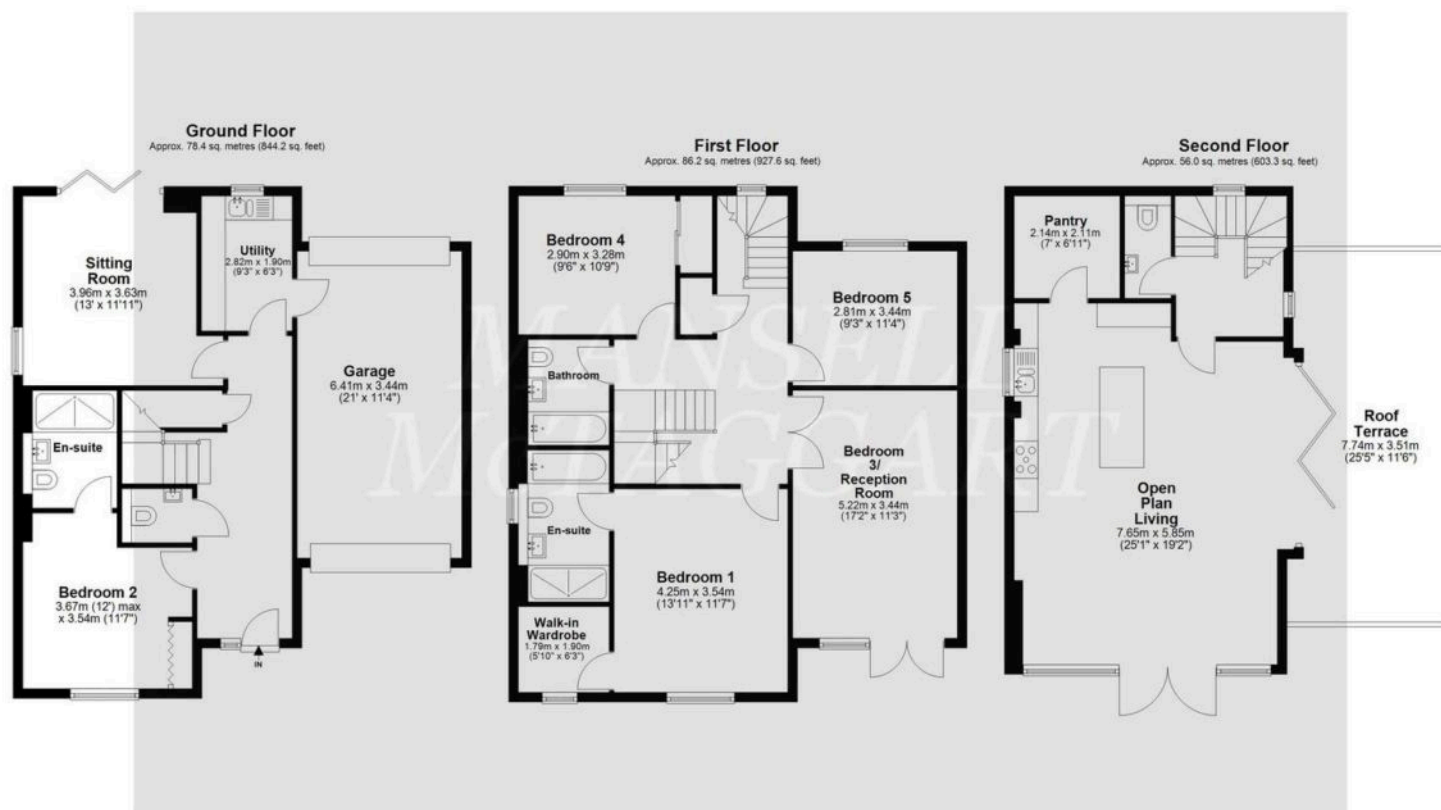 Ground Floor
Approx. 78.4 sq. metres (844.2 sq. feet)
Sitting
Room
3.96m x 3.63m
(13' x 11'11")
Utility
2.82m x 1.90m
(9'3" x 6'3")
Garage
6.41m x 3.44m
(21' x 11'4")
En-suite
Bedroom 2
3.67m (12') max
x 3.54m (11'7")
IN
First Floor
Approx. 86.2 sq. metres (927.6 sq. feet)
Bedroom 4
2.90m x 3.28m
(9'6" x 10'9")
Bedroom 5
2.81m x 3.44m
(9'3" x 11'4")
Bathroom
Bedroom
3/
Reception
Room
5.22m x 3.44m
(17'2" x 11'3")
En-suite
Bedroom 1
4.25m x 3.54m
(13'11" x 11'7")
Walk-in
Wardrobe
1.79m x 1.90m
(5'10" x 6'3")
Second Floor
Approx. 56.0 sq. metres (603.3 sq. feet)
Pantry
2.14m x 2.11m
(7' x 6'11")
Roof
Terrace
7.74m x 3.51m
(25'5" x 11'6")
Open
Plan
Living
7.65m x 5.85m
(25'1" x 19'2")
MANSELL
McTAGGART